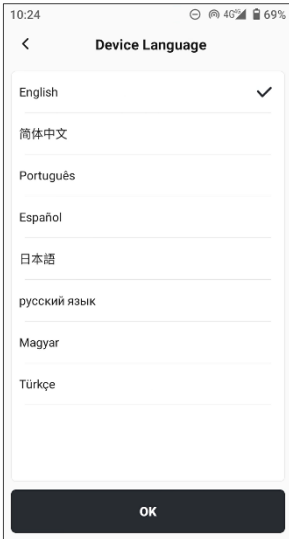 10:24 4G 69%
Device Language
English
简体中文
Português
Español
日本語
русский язык
Magyar
Türkçe
OK